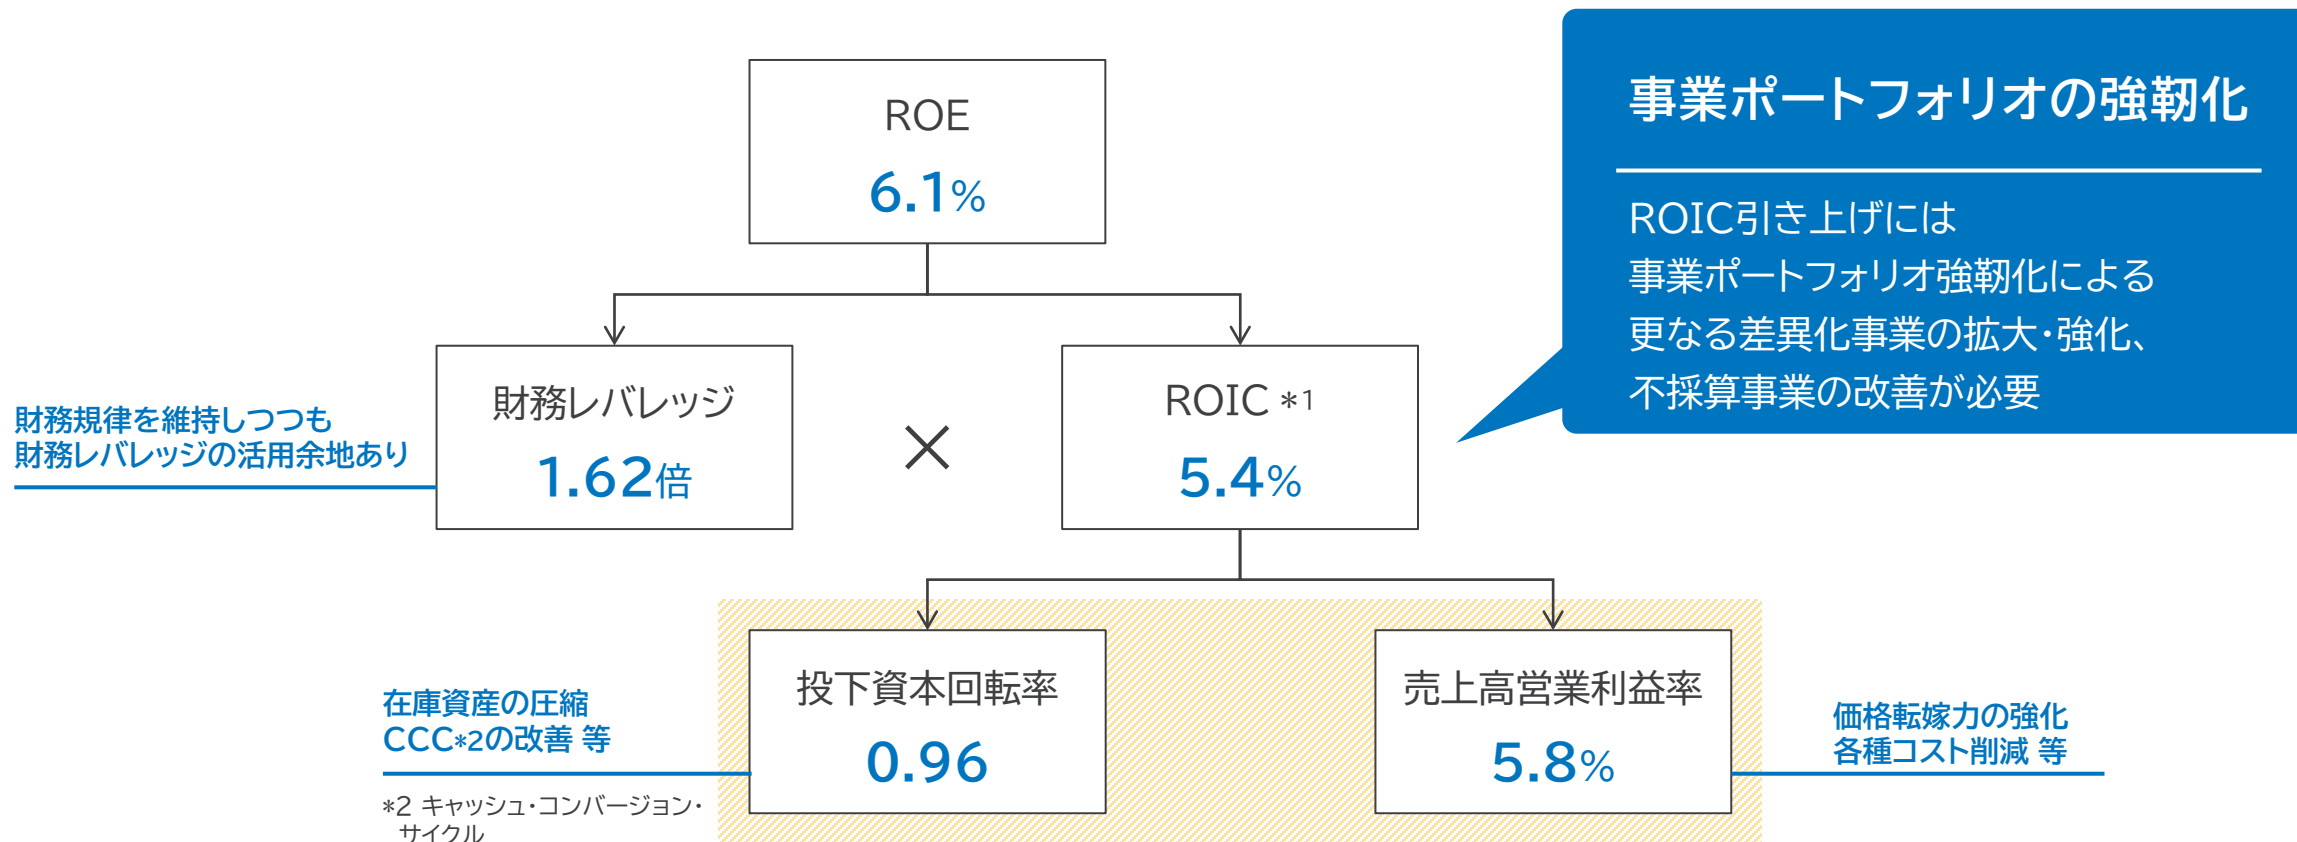 ROE
6.1%
事業ポートフォリオの強靭化
ROIC引き上げには
事業ポートフォリオ強靭化による
更なる差異化事業の拡大・強化、
不採算事業の改善が必要
財務規律を維持しつつも
財務レバレッジの活用余地あり
財務レバレッジ
1.62倍
×
ROIC *1
5.4%
在庫資産の圧縮
CCC*2の改善 等
*2 キャッシュ・コンバージョン・
サイクル
投下資本回転率
0.96
売上高営業利益率
5.8%
価格転嫁力の強化
各種コスト削減 等